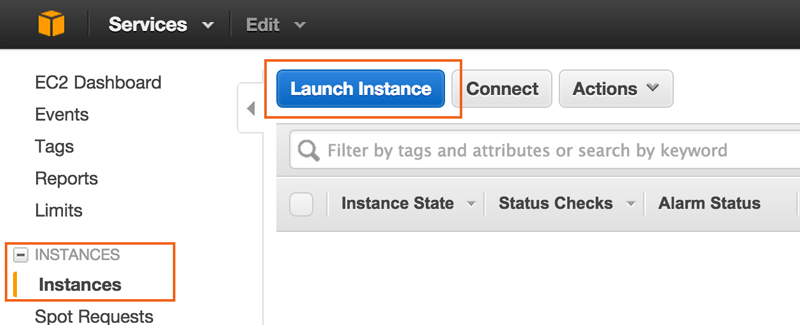 Services Edit
EC2 Dashboard
Events
Tags
Reports
Limits
INSTANCES
Instances
Spot Requests
Launch Instance Connect Actions
Filter by tags and attributes or search by keyword
Instance State Status Checks Alarm Status